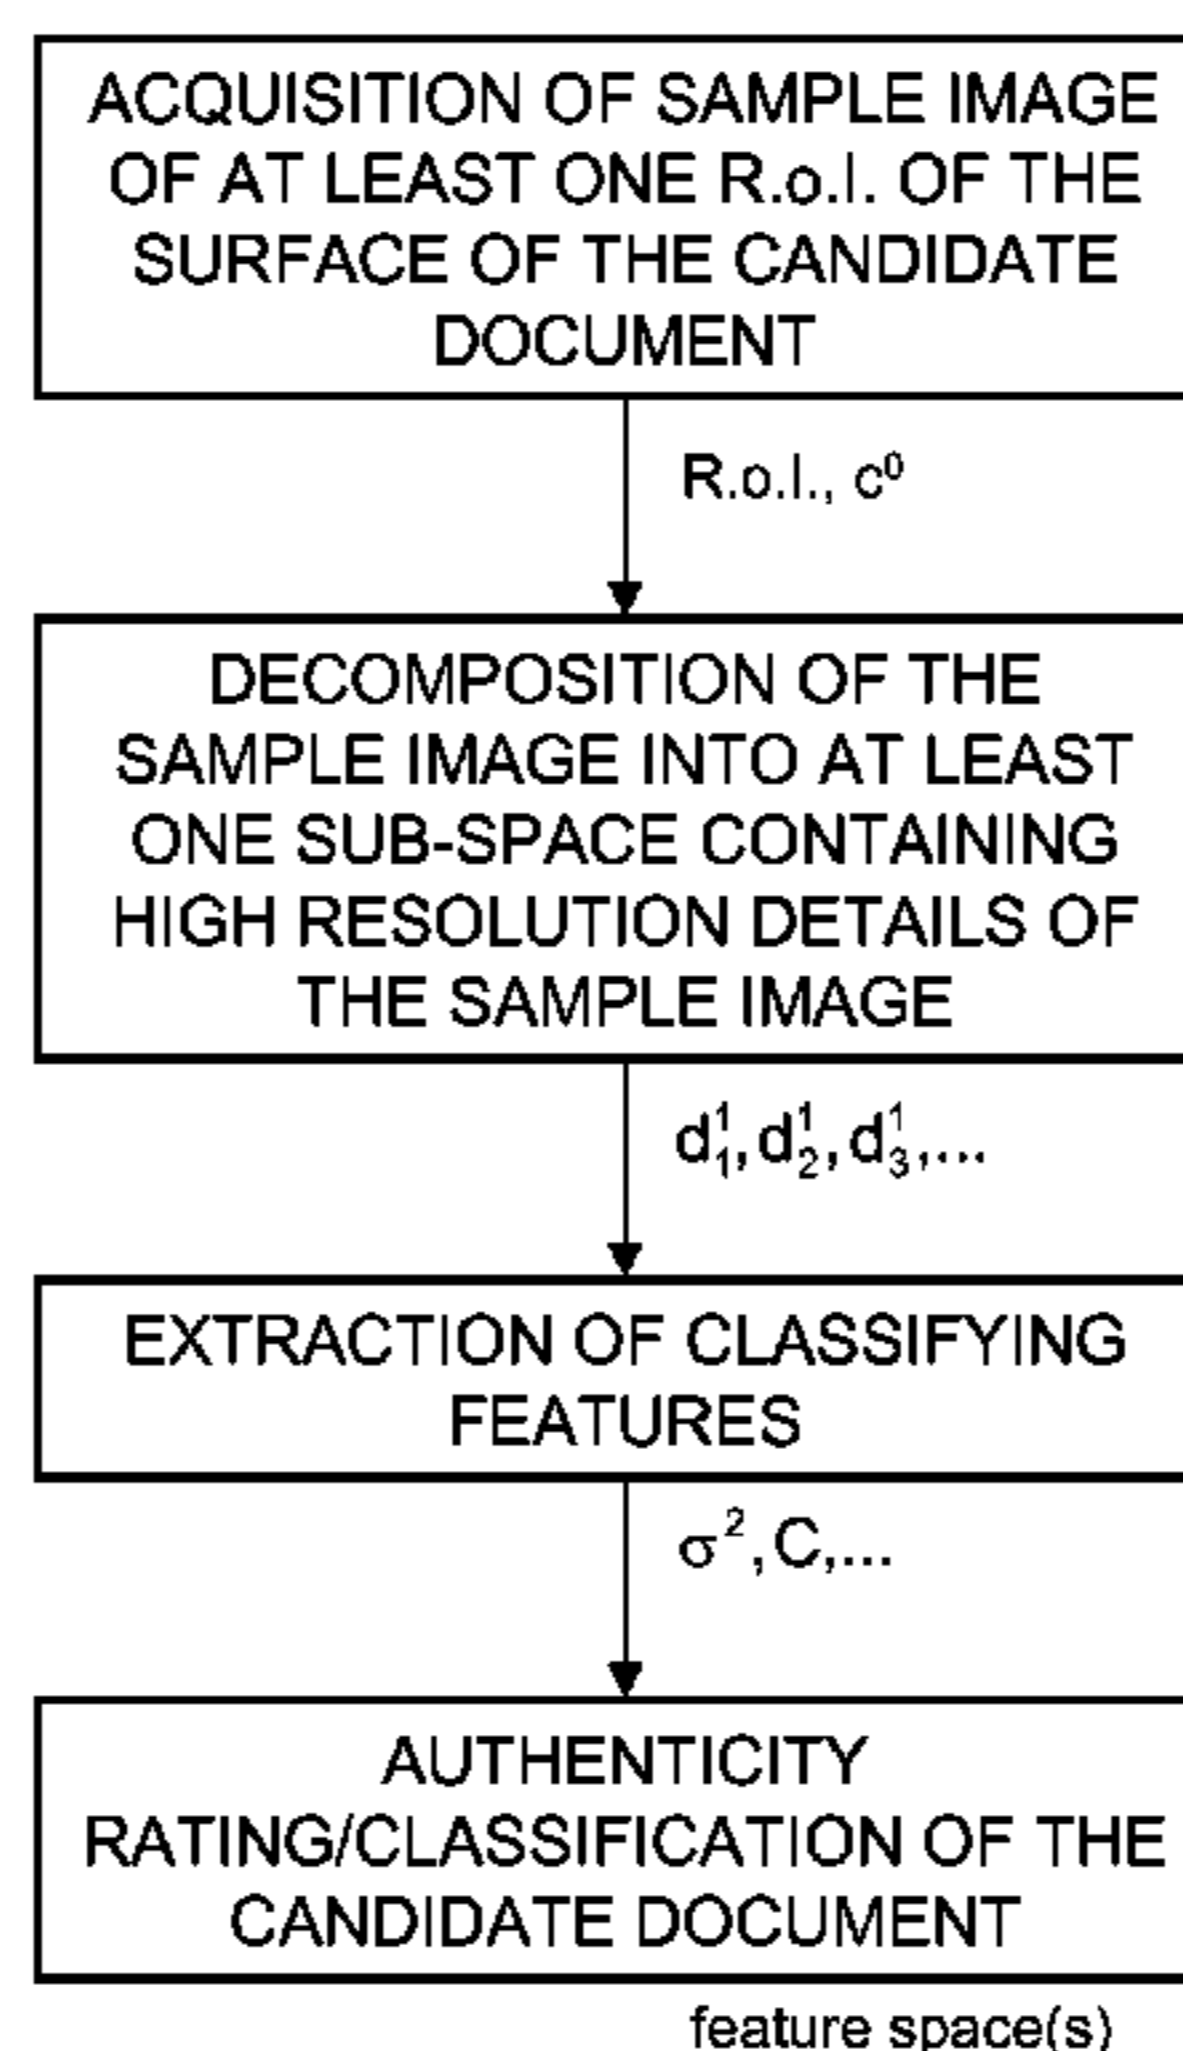 ACQUISITION OF SAMPLE IMAGE
OF AT LEAST ONE R.o.I. OF THE
SURFACE OF THE CANDIDATE
DOCUMENT
R.o.I., c⁰
DECOMPOSITION OF THE
SAMPLE IMAGE INTO AT LEAST
ONE SUB-SPACE CONTAINING
HIGH RESOLUTION DETAILS OF
THE SAMPLE IMAGE
d¹₁, d¹₂, d¹₃,...
EXTRACTION OF CLASSIFYING
FEATURES
σ², C,...
AUTHENTICITY
RATING/CLASSIFICATION OF THE
CANDIDATE DOCUMENT
feature space(s)